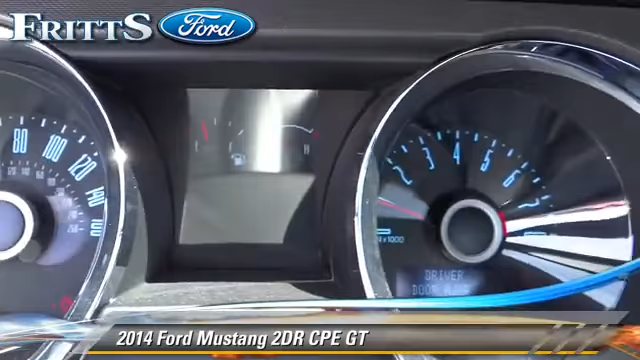 FRITTS Ford
80 100 120 140 160
2 3 4 5 6 7
x1000
H
DRIVER
DOOR
2014 Ford Mustang 2DR CPE GT